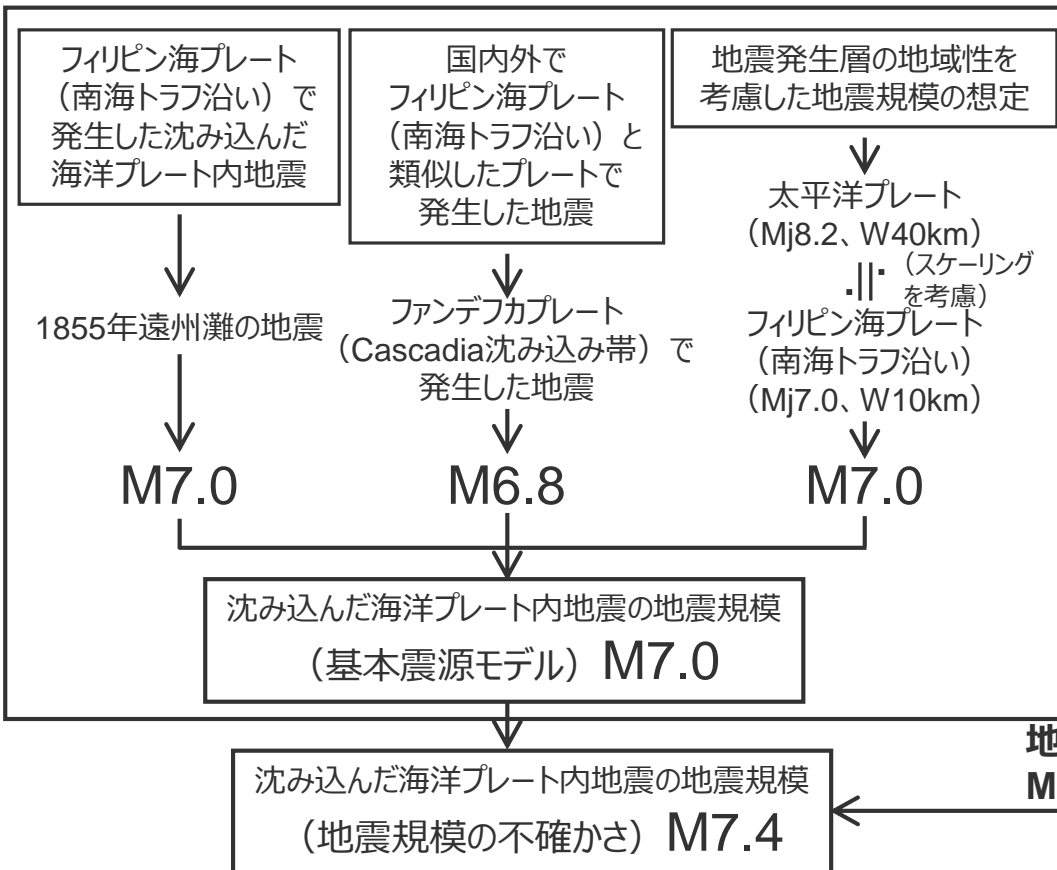 フィリピン海プレート
（南海トラフ沿い）で
発生した沈み込んだ
海洋プレート内地震
1855年遠州灘の地震
M7.0
国内外で
フィリピン海プレート
（南海トラフ沿い）と
類似したプレートで
発生した地震
ファンデフカプレート
（Cascadia沈み込み帯）で
発生した地震
M6.8
地震発生層の地域性を
考慮した地震規模の想定
太平洋プレート
（Mj8.2、W40km）
（スケーリング
を考慮）
フィリピン海プレート
（南海トラフ沿い）
（Mj7.0、W10km）
M7.0
沈み込んだ海洋プレート内地震の地震規模
（基本震源モデル）M7.0
沈み込んだ海洋プレート内地震の地震規模
（地震規模の不確かさ）M7.4
地
M